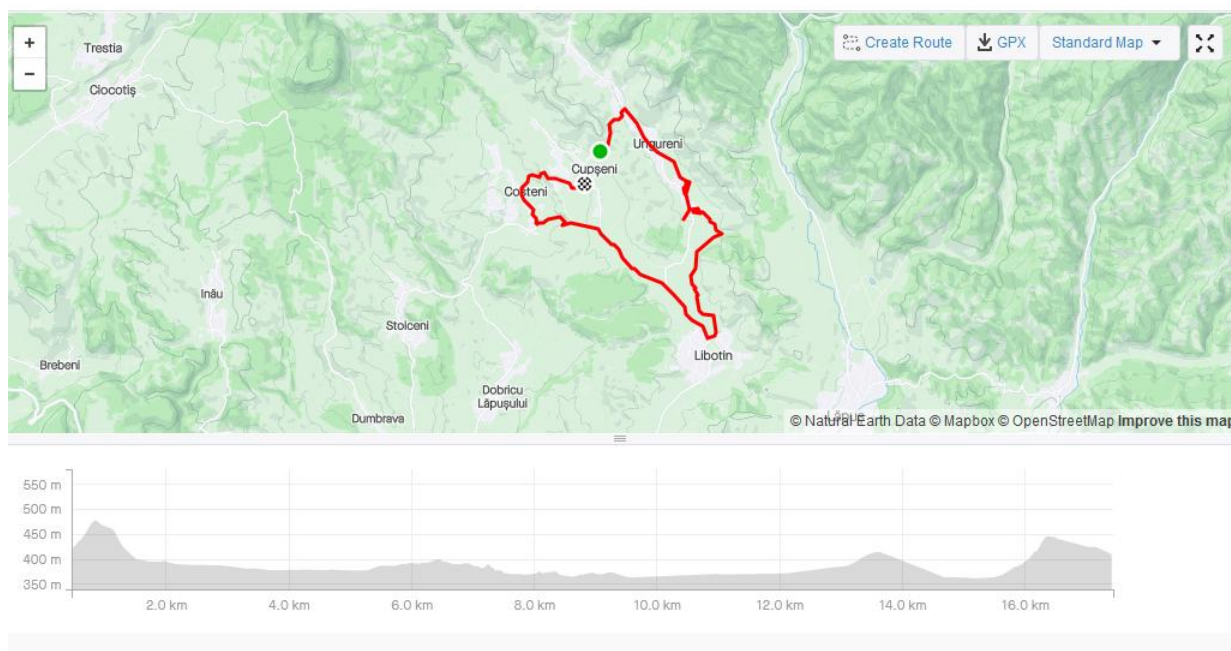 +
−
Create Route
GPX
Standard Map
Trestia
Ciocotiș
Ungureni
Cupșeni
Costeni
Inău
Stoiceni
Libotin
Brebeni
Dobricu
Lăpușului
Dumbrava
Lăpuș
© Natural Earth Data © Mapbox © OpenStreetMap Improve this map
550 m
500 m
450 m
400 m
350 m
2.0 km 4.0 km 6.0 km 8.0 km 10.0 km 12.0 km 14.0 km 16.0 km